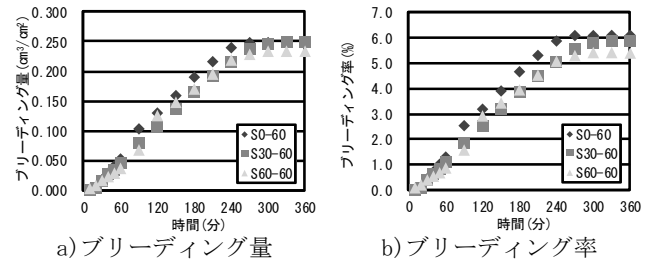 0.300
0.250
0.200
0.150
0.100
0.050
0.000
ブリーディング量(cm³/cm²)
0 60 120 180 240 300 360
時間(分)
◆S0-60
■S30-60
▲S60-60
a)ブリーディング量
7.0
6.0
5.0
4.0
3.0
2.0
1.0
0.0
ブリーディング率(%)
0 60 120 180 240 300 360
時間(分)
◆S0-60
■S30-60
▲S60-60
b)ブリーディング率